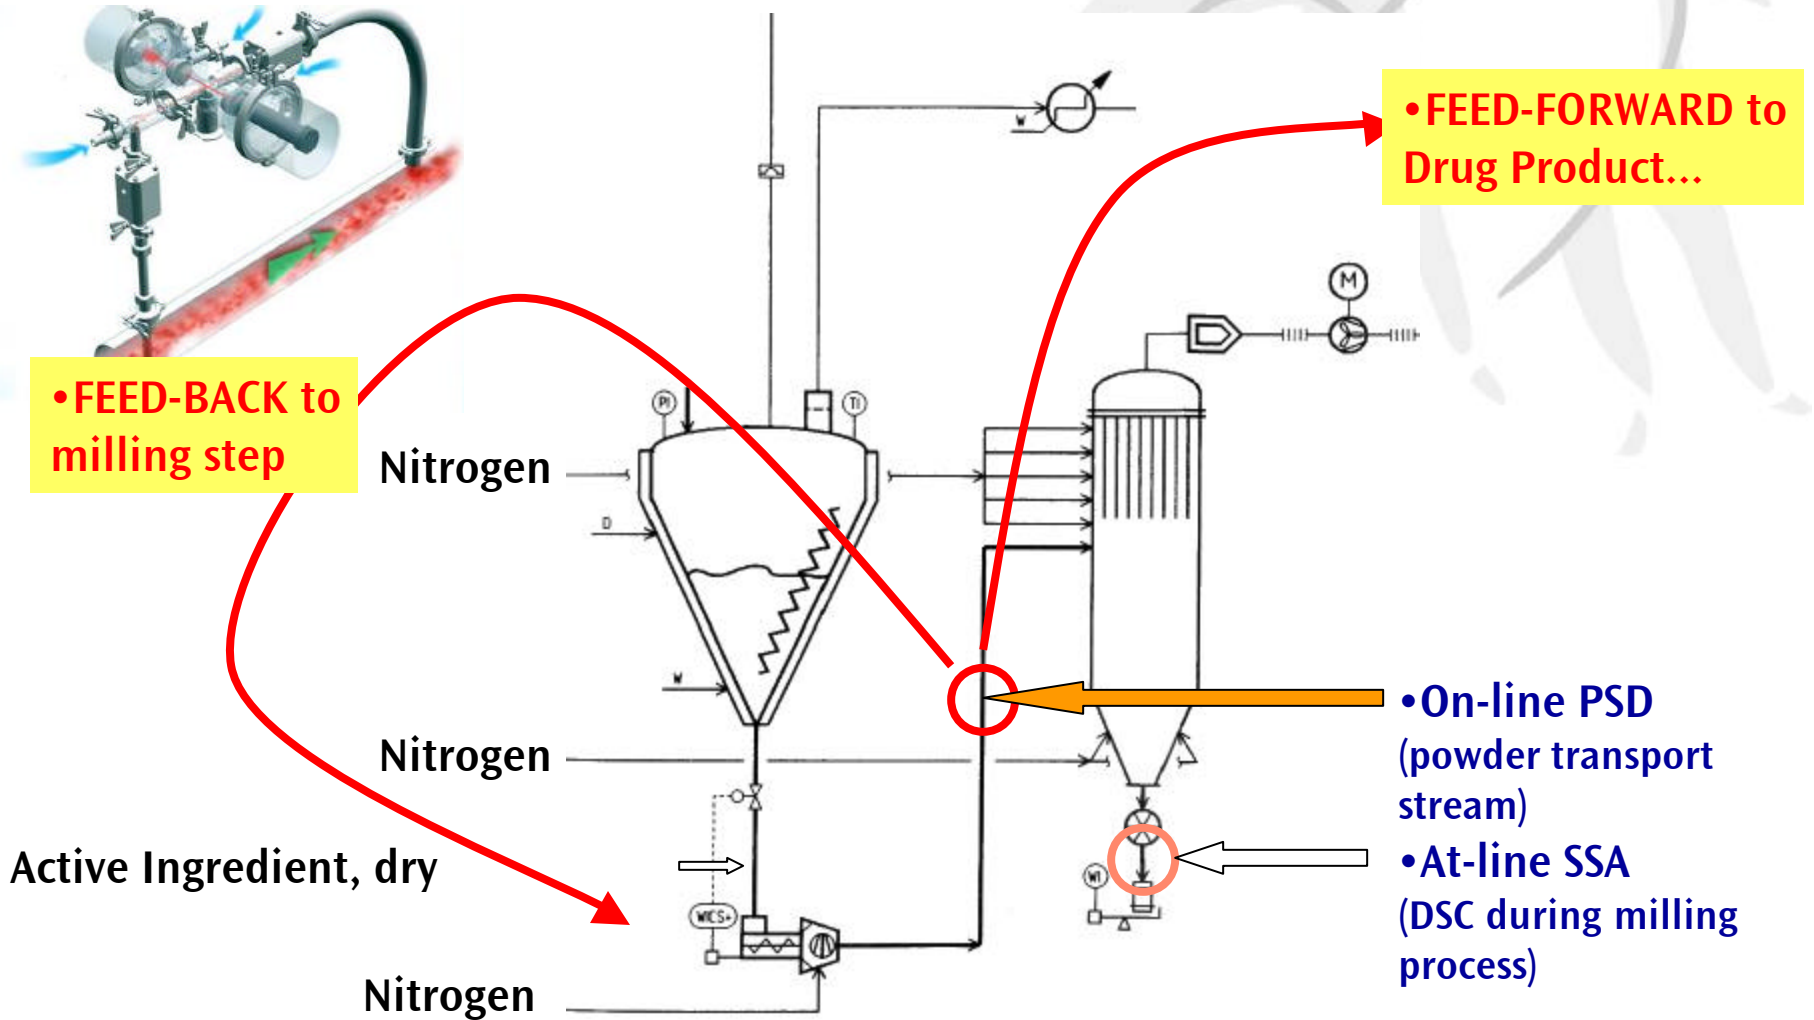 •FEED-FORWARD to
Drug Product...
W
M
•FEED-BACK to
milling step
PI
TI
Nitrogen
D
W
•On-line PSD
(powder transport
stream)
Nitrogen
•At-line SSA
(DSC during milling
process)
Active Ingredient, dry
WI
WICS+
Nitrogen